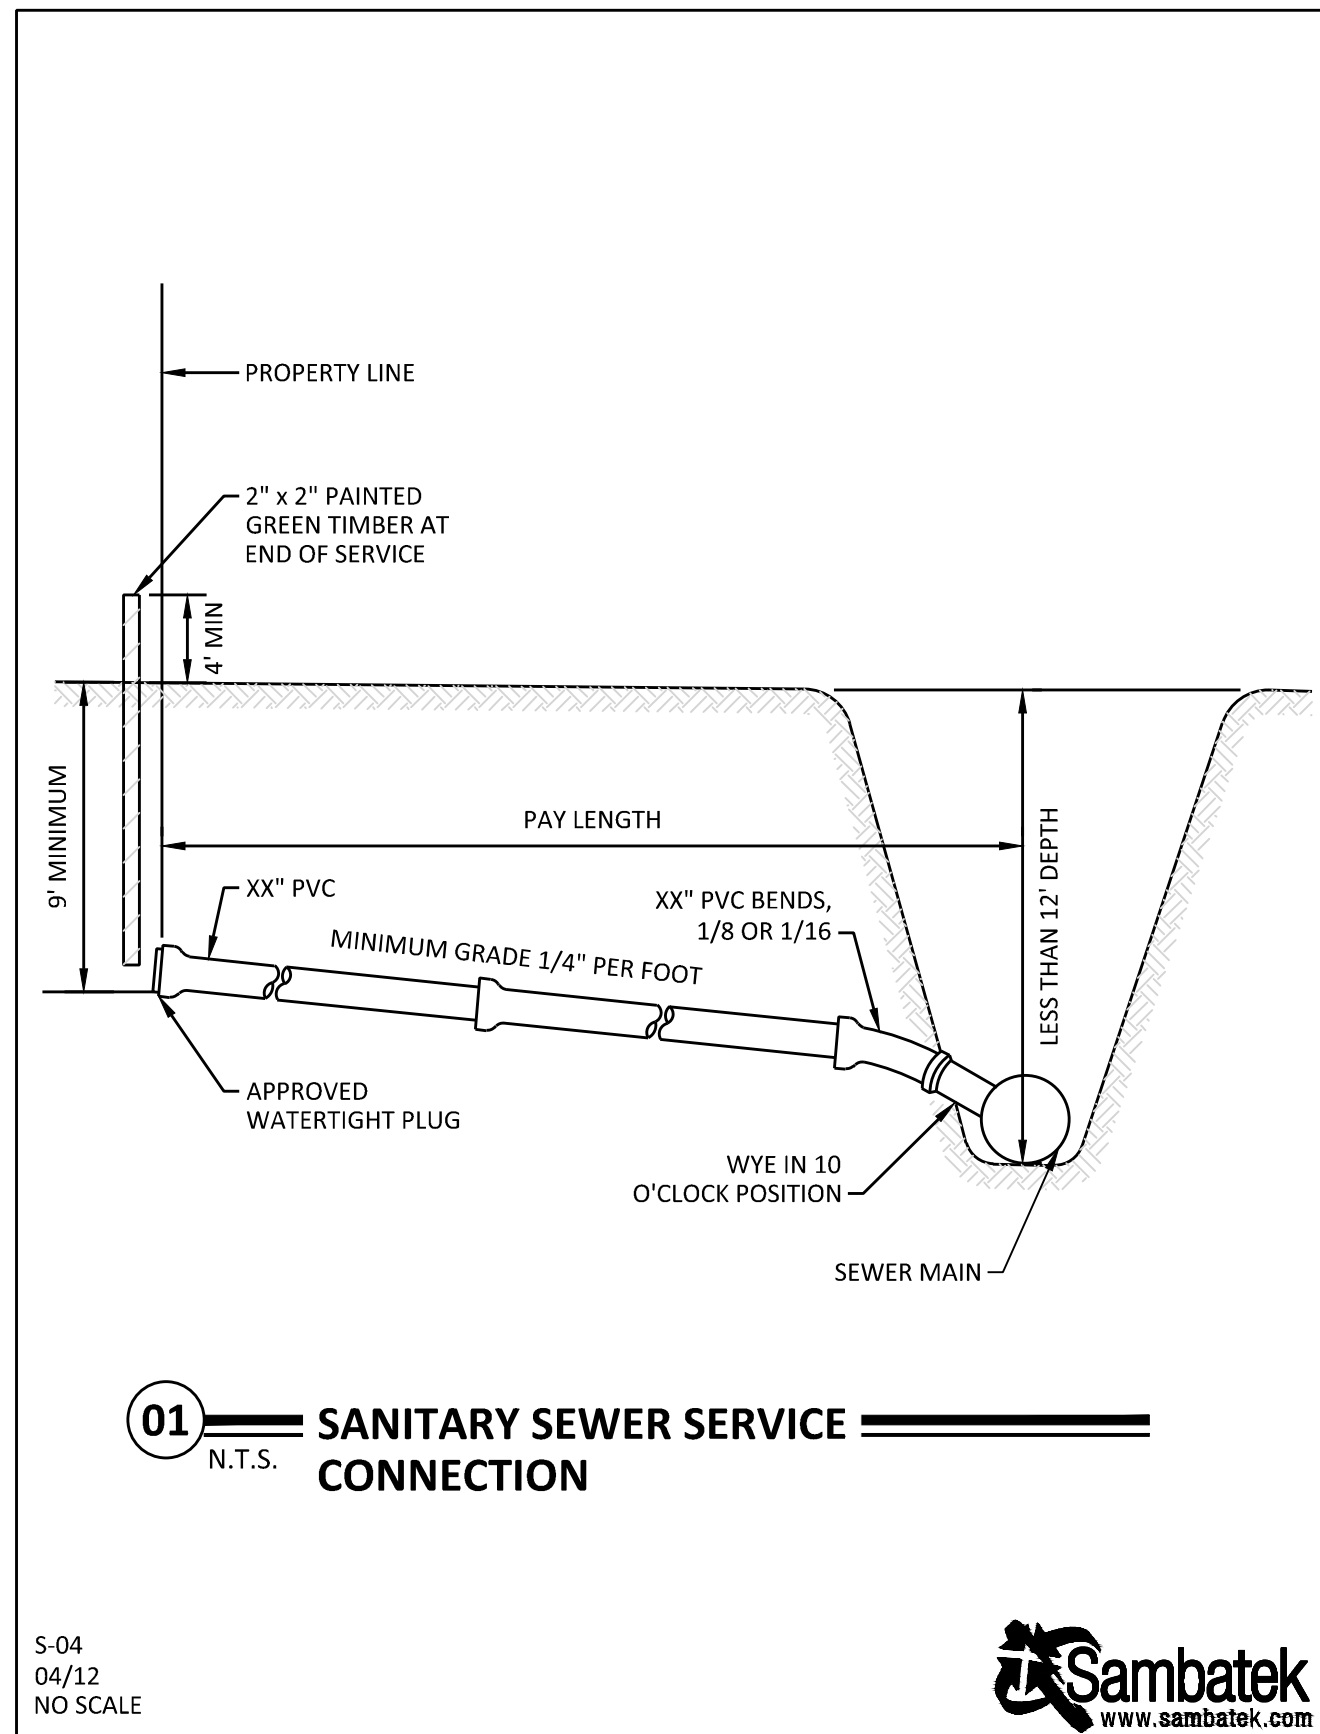 PROPERTY LINE
2" x 2" PAINTED
GREEN TIMBER AT
END OF SERVICE
4' MIN
9' MINIMUM
PAY LENGTH
LESS THAN 12' DEPTH
XX" PVC
XX" PVC BENDS,
1/8 OR 1/16
MINIMUM GRADE 1/4" PER FOOT
APPROVED
WATERTIGHT PLUG
WYE IN 10
O'CLOCK POSITION
SEWER MAIN
01
N.T.S.
SANITARY SEWER SERVICE
CONNECTION
S-04
04/12
NO SCALE
Sambatek
www.sambatek.com